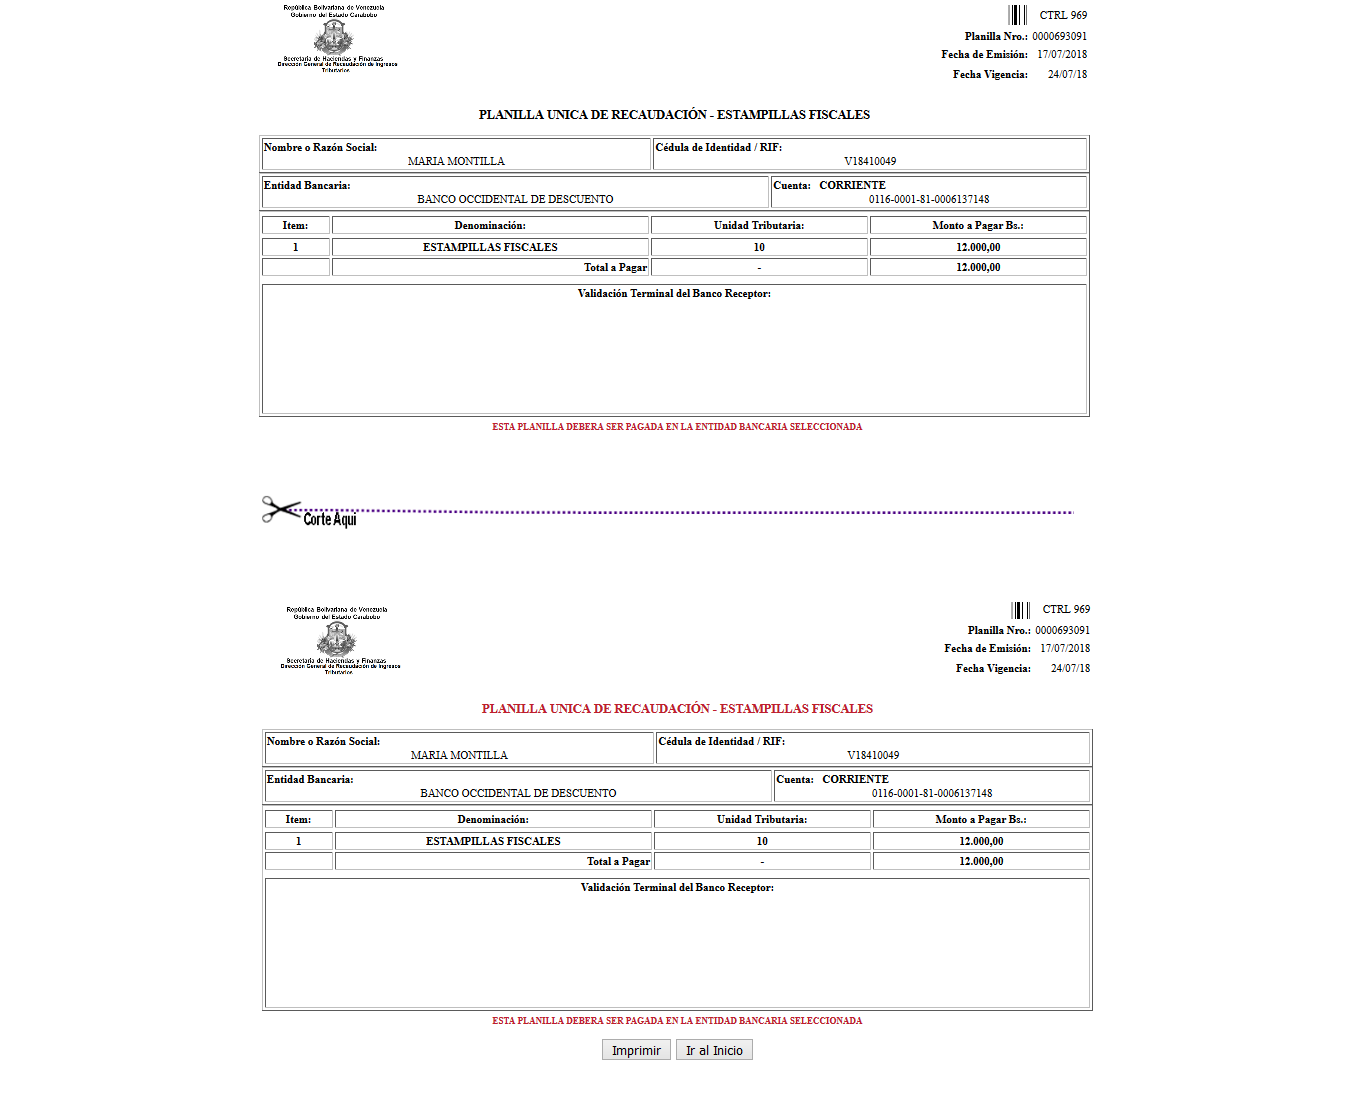 República Bolivariana de Venezuela
Gobierno del Estado Carabobo
Secretaria de Haciendas y Finanzas
Dirección General de Recaudación de Ingresos
Tributarios
CTRL 969
Planilla Nro.: 0000693091
Fecha de Emisión: 17/07/2018
Fecha Vigencia: 24/07/18
PLANILLA UNICA DE RECAUDACIÓN - ESTAMPILLAS FISCALES
Nombre o Razón Social: Cédula de Identidad / RIF:
MARIA MONTILLA V18410049
Entidad Bancaria: Cuenta: CORRIENTE
BANCO OCCIDENTAL DE DESCUENTO 0116-0001-81-0006137148
Item: Denominación: Unidad Tributaria: Monto a Pagar Bs.:
1 ESTAMPILLAS FISCALES 10 12.000,00
Total a Pagar - 12.000,00
Validación Terminal del Banco Receptor:
ESTA PLANILLA DEBERA SER PAGADA EN LA ENTIDAD BANCARIA SELECCIONADA
Corte Aqui
República Bolivariana de Venezuela
Gobierno del Estado Carabobo
Secretaria de Haciendas y Finanzas
Dirección General de Recaudación de Ingresos
Tributarios
CTRL 969
Planilla Nro.: 0000693091
Fecha de Emisión: 17/07/2018
Fecha Vigencia: 24/07/18
PLANILLA UNICA DE RECAUDACIÓN - ESTAMPILLAS FISCALES
Nombre o Razón Social: Cédula de Identidad / RIF:
MARIA MONTILLA V18410049
Entidad Bancaria: Cuenta: CORRIENTE
BANCO OCCIDENTAL DE DESCUENTO 0116-0001-81-0006137148
Item: Denominación: Unidad Tributaria: Monto a Pagar Bs.:
1 ESTAMPILLAS FISCALES 10 12.000,00
Total a Pagar - 12.000,00
Validación Terminal del Banco Receptor:
ESTA PLANILLA DEBERA SER PAGADA EN LA ENTIDAD BANCARIA SELECCIONADA
Imprimir Ir al Inicio